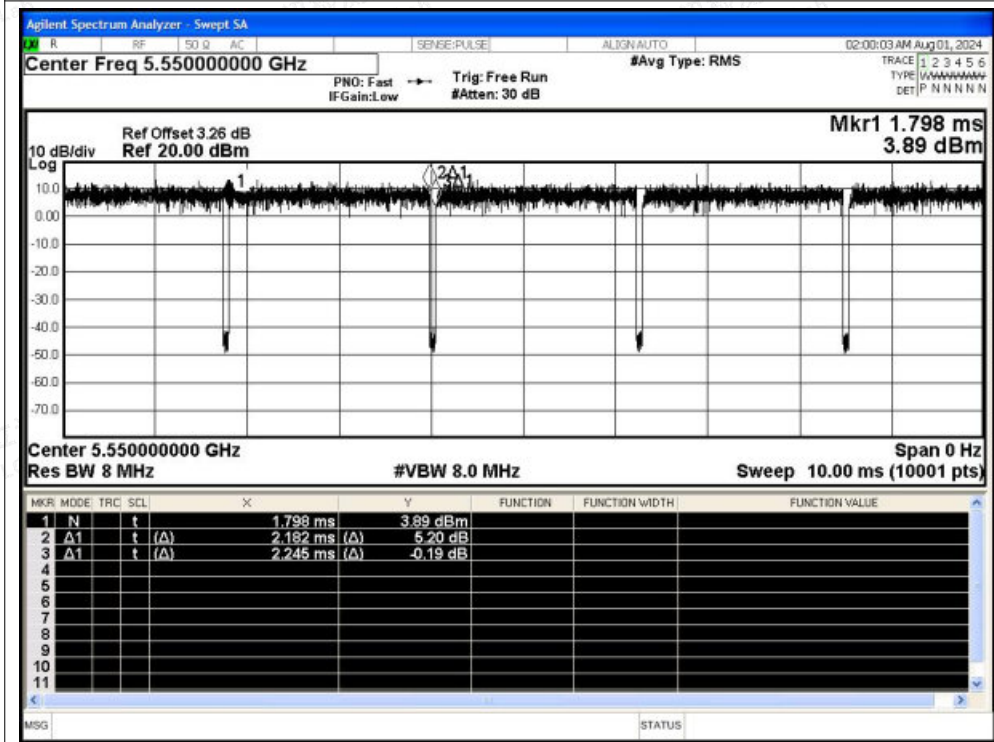 Agilent Spectrum Analyzer - Swept SA
LXI R RF 50 Ω AC SENSE:PULSE ALIGN AUTO 02:00:03 AM Aug 01, 2024
Center Freq 5.550000000 GHz #Avg Type: RMS TRACE 1 2 3 4 5 6
PNO: Fast Trig: Free Run TYPE
IFGain:Low #Atten: 30 dB DET P N N N N N
Mkr1 1.798 ms
Ref Offset 3.26 dB
10 dB/div Ref 20.00 dBm 3.89 dBm
Log
1 2Δ1
10.0
0.00
-10.0
-20.0
-30.0
-40.0
-50.0
-60.0
-70.0
Center 5.550000000 GHz Span 0 Hz
Res BW 8 MHz #VBW 8.0 MHz Sweep 10.00 ms (10001 pts)
MKR MODE TRC SCL X Y FUNCTION FUNCTION WIDTH FUNCTION VALUE
1 N t 1.798 ms 3.89 dBm
2 Δ1 t (Δ) 2.182 ms (Δ) 5.20 dB
3 Δ1 t (Δ) 2.245 ms (Δ) -0.19 dB
4
5
6
7
8
9
10
11
MSG STATUS